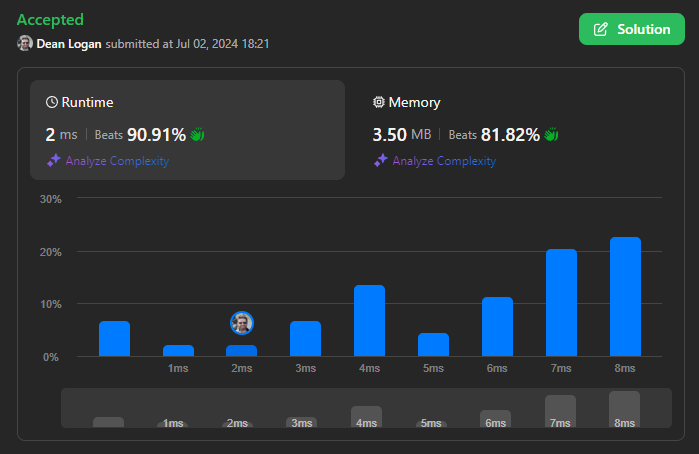 Accepted
Solution
Dean Logan submitted at Jul 02, 2024 18:21
Runtime
2 ms | Beats 90.91%
Analyze Complexity
Memory
3.50 MB | Beats 81.82%
Analyze Complexity
30%
20%
10%
0%
1ms 2ms 3ms 4ms 5ms 6ms 7ms 8ms
1ms 2ms 3ms 4ms 5ms 6ms 7ms 8ms